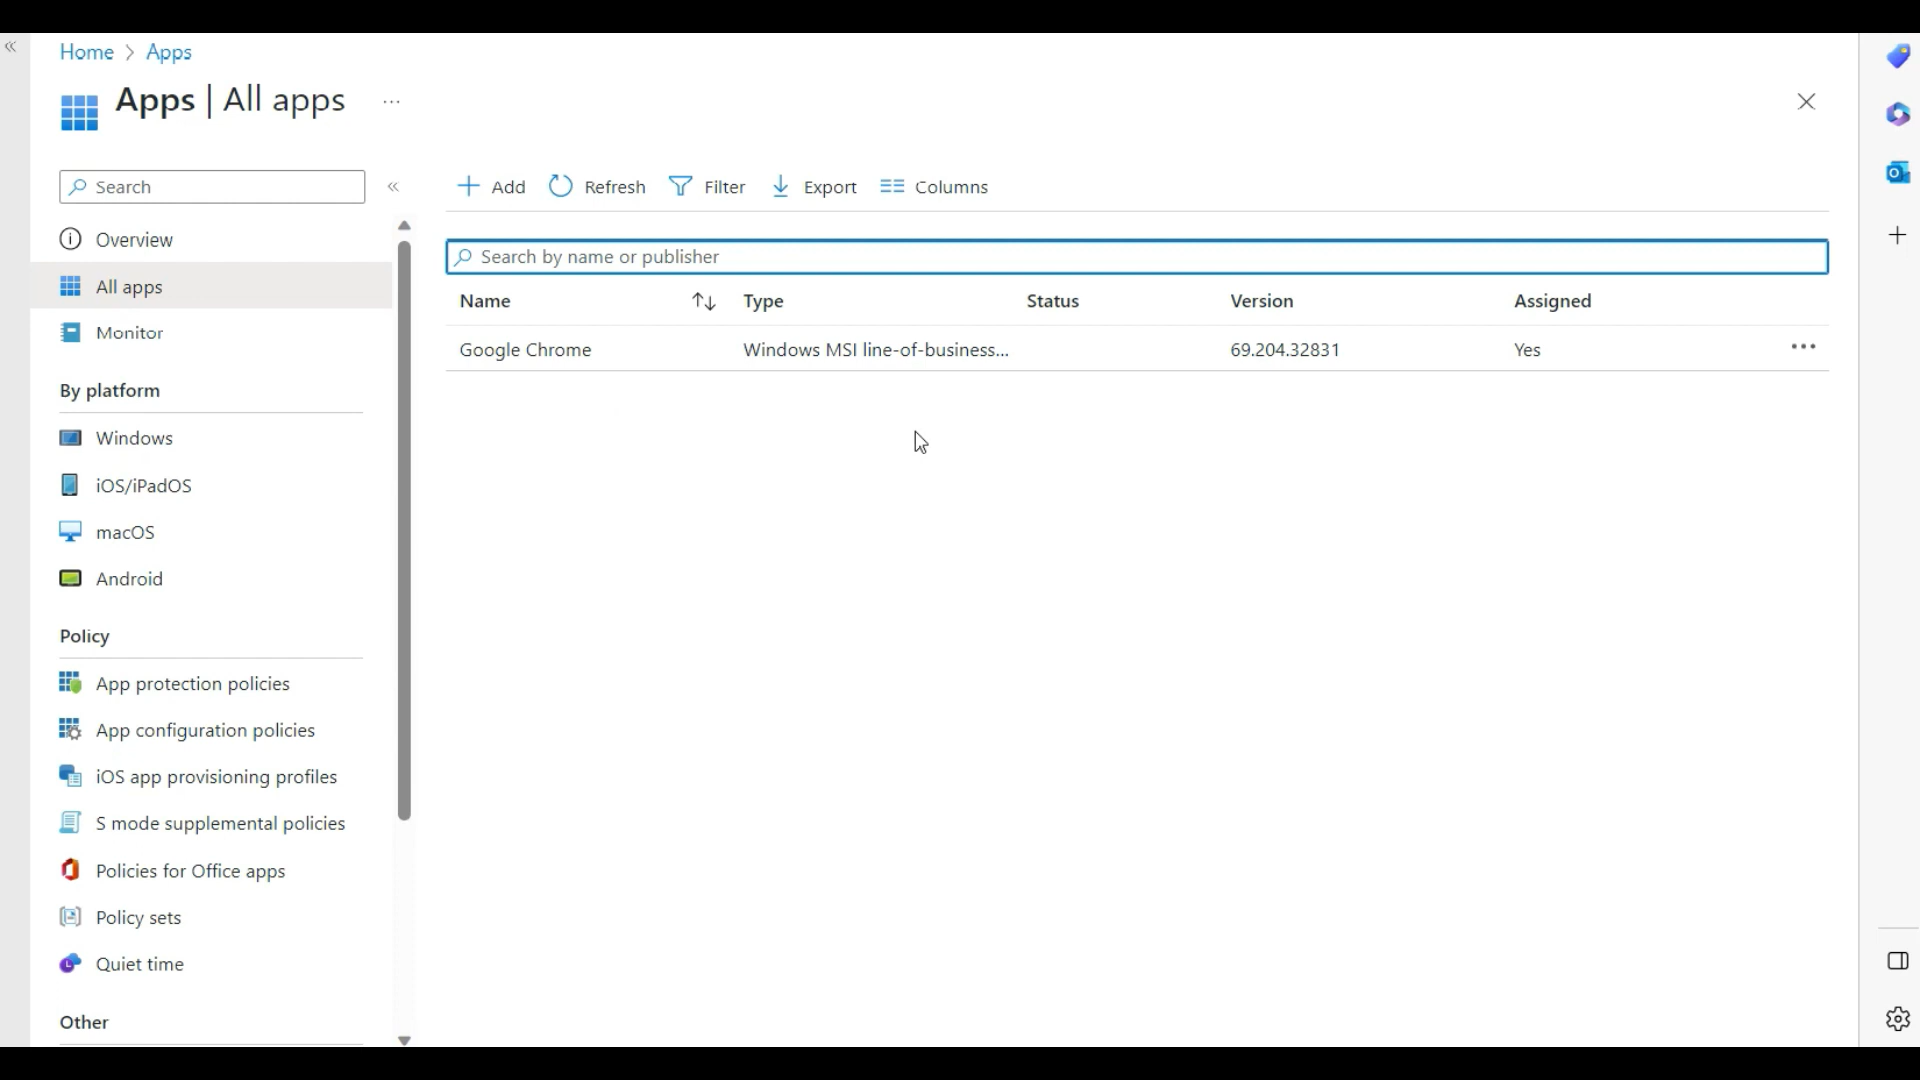 Home > Apps
Apps | All apps ...
Search
Overview
All apps
Monitor
By platform
Windows
iOS/iPadOS
macOS
Android
Policy
App protection policies
App configuration policies
iOS app provisioning profiles
S mode supplemental policies
Policies for Office apps
Policy sets
Quiet time
Other
Add Refresh Filter Export Columns
Search by name or publisher
Name Type Status Version Assigned
Google Chrome Windows MSI line-of-business... 69.204.32831 Yes